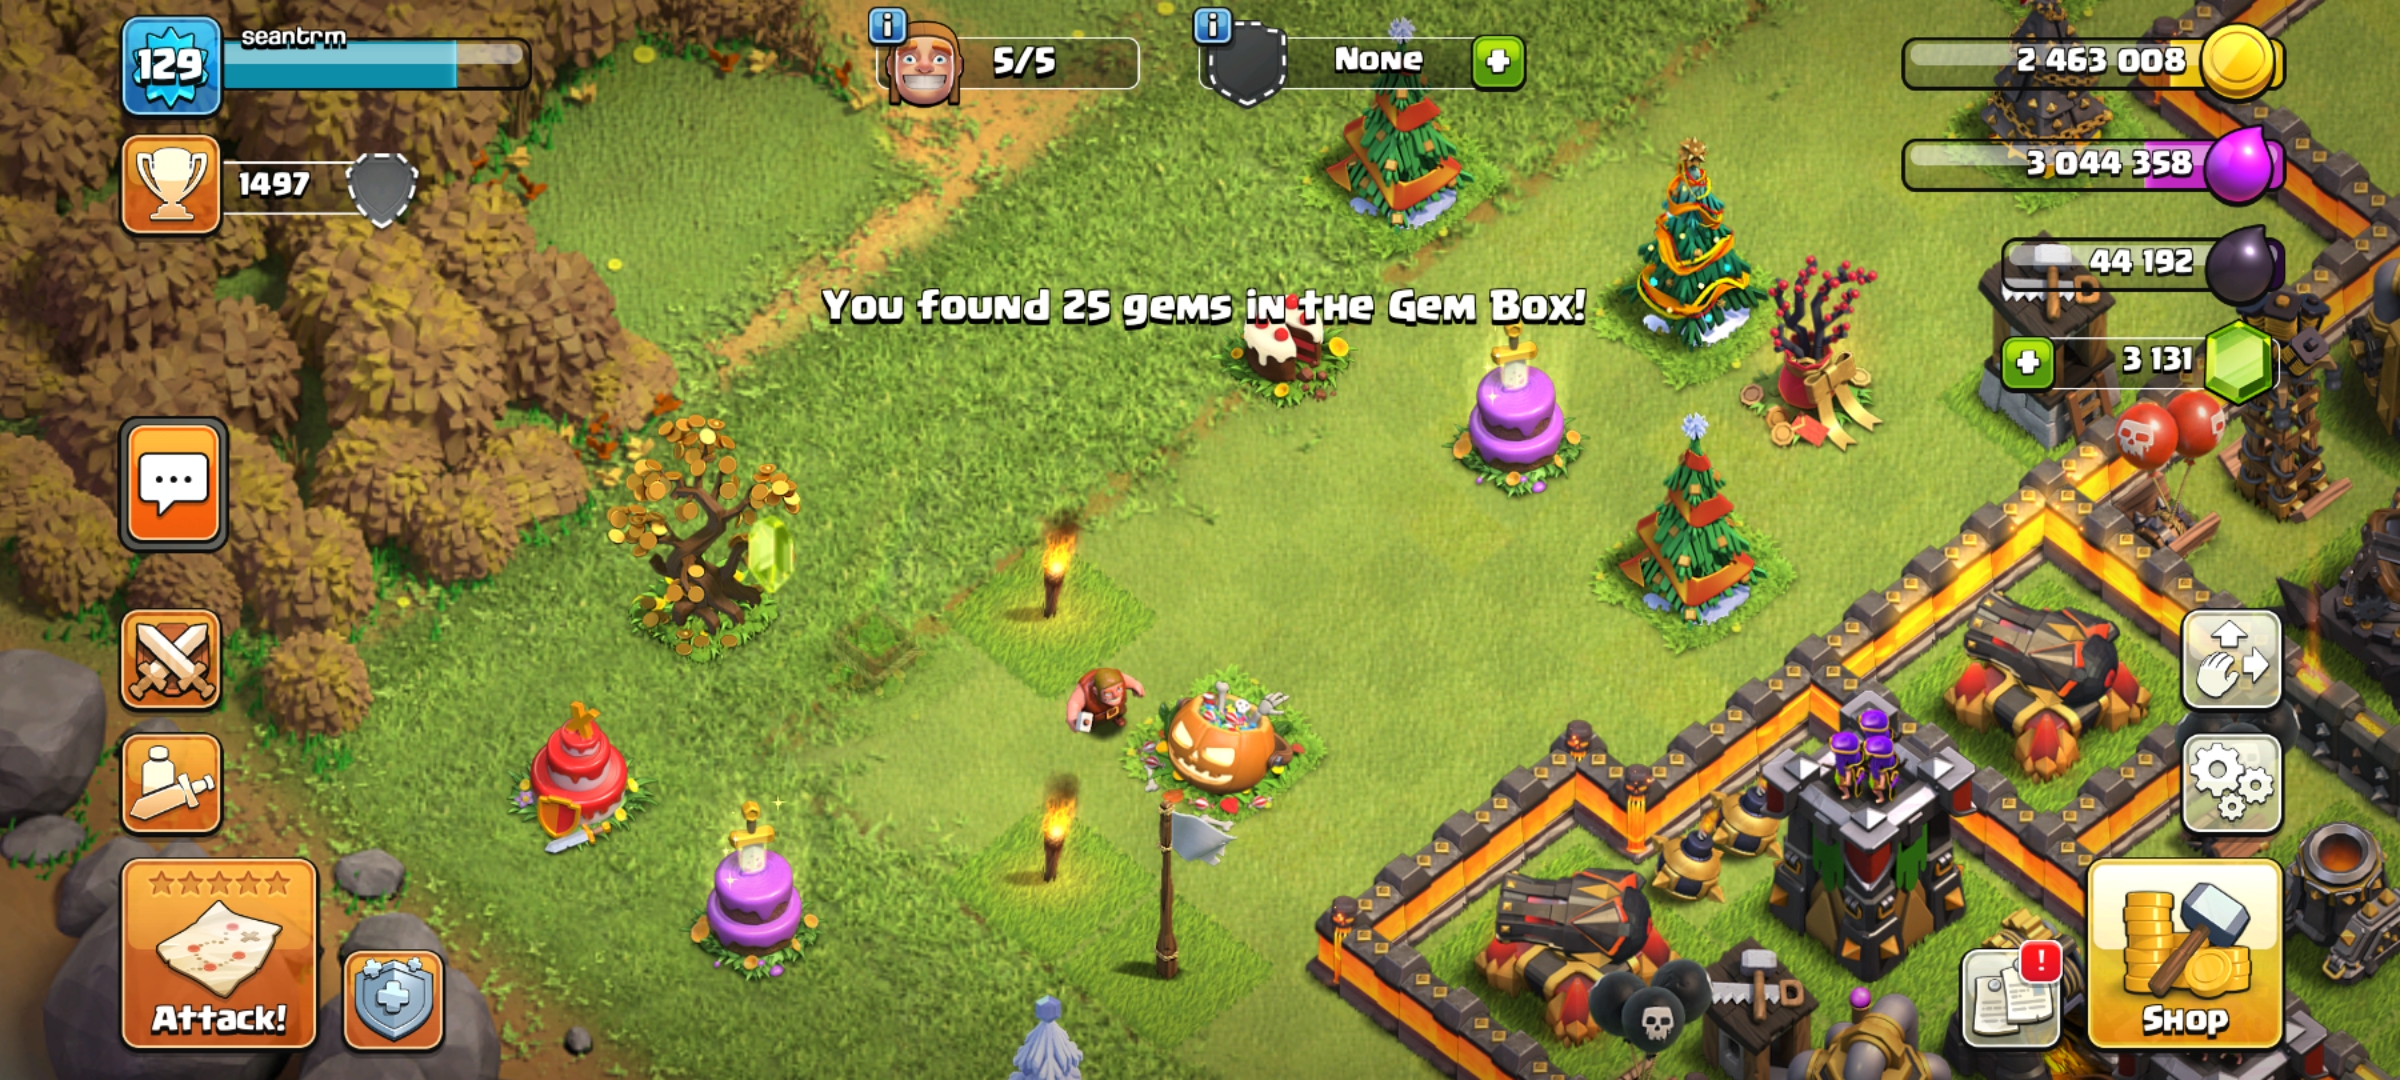 129
seantrm
5/5
None
2 463 008
1497
3 044 358
44 192
You found 25 gems in the Gem Box!
3 131
Attack!
Shop